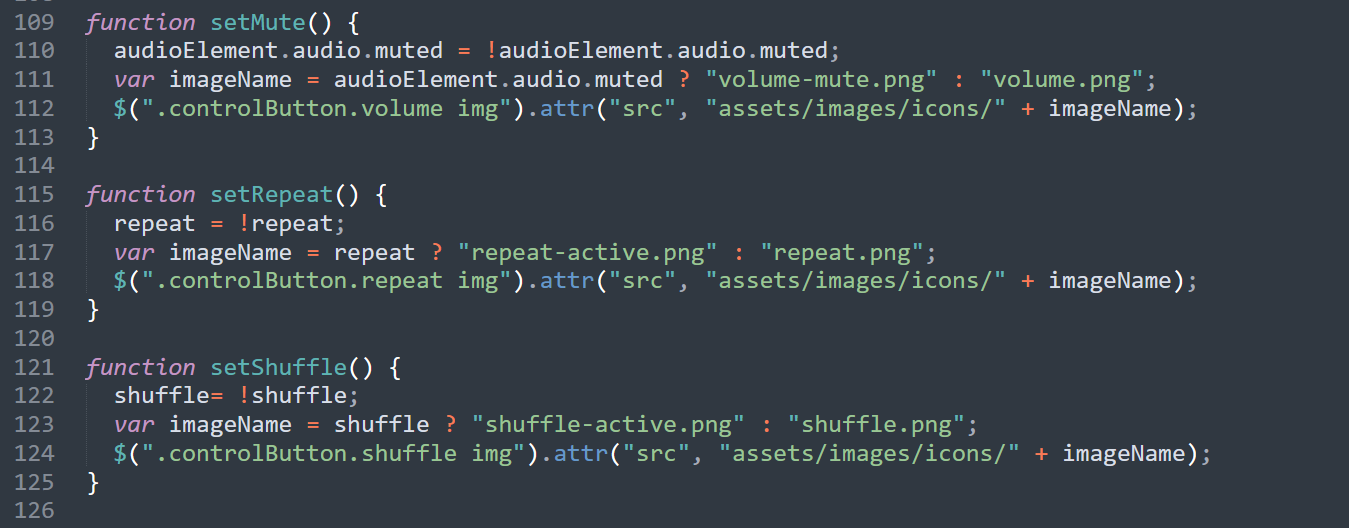 109 function setMute() {
110 audioElement.audio.muted = !audioElement.audio.muted;
111 var imageName = audioElement.audio.muted ? "volume-mute.png" : "volume.png";
112 $(".controlButton.volume img").attr("src", "assets/images/icons/" + imageName);
113 }
114
115 function setRepeat() {
116 repeat = !repeat;
117 var imageName = repeat ? "repeat-active.png" : "repeat.png";
118 $(".controlButton.repeat img").attr("src", "assets/images/icons/" + imageName);
119 }
120
121 function setShuffle() {
122 shuffle= !shuffle;
123 var imageName = shuffle ? "shuffle-active.png" : "shuffle.png";
124 $(".controlButton.shuffle img").attr("src", "assets/images/icons/" + imageName);
125 }
126